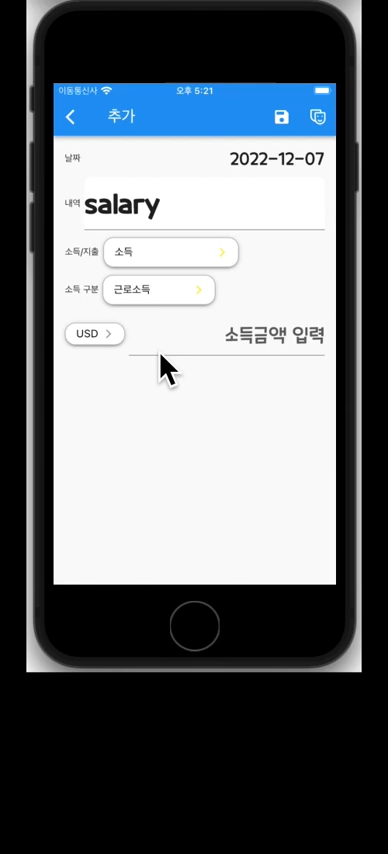 이동통신사 오후 5:21
추가
날짜 2022-12-07
내역 salary
소득/지출 소득
소득 구분 근로소득
USD 소득금액 입력